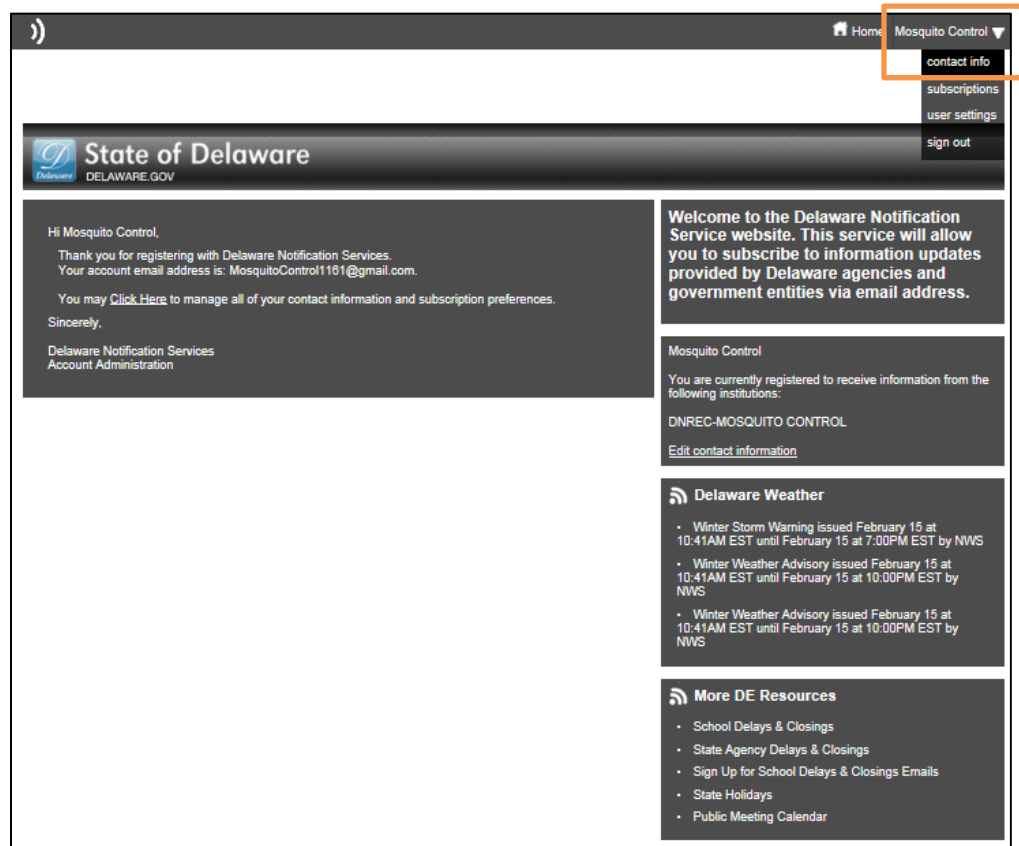 Home Mosquito Control
contact info
subscriptions
user settings
sign out
Delaware
State of Delaware
DELAWARE.GOV
Hi Mosquito Control,
Thank you for registering with Delaware Notification Services.
Your account email address is: MosquitoControl1161@gmail.com.
You may Click Here to manage all of your contact information and subscription preferences.
Sincerely,
Delaware Notification Services
Account Administration
Welcome to the Delaware Notification
Service website. This service will allow
you to subscribe to information updates
provided by Delaware agencies and
government entities via email address.
Mosquito Control
You are currently registered to receive information from the
following institutions:
DNREC-MOSQUITO CONTROL
Edit contact information
Delaware Weather
• Winter Storm Warning issued February 15 at
10:41AM EST until February 15 at 7:00PM EST by NWS
• Winter Weather Advisory issued February 15 at
10:41AM EST until February 15 at 10:00PM EST by
NWS
• Winter Weather Advisory issued February 15 at
10:41AM EST until February 15 at 10:00PM EST by
NWS
More DE Resources
• School Delays & Closings
• State Agency Delays & Closings
• Sign Up for School Delays & Closings Emails
• State Holidays
• Public Meeting Calendar